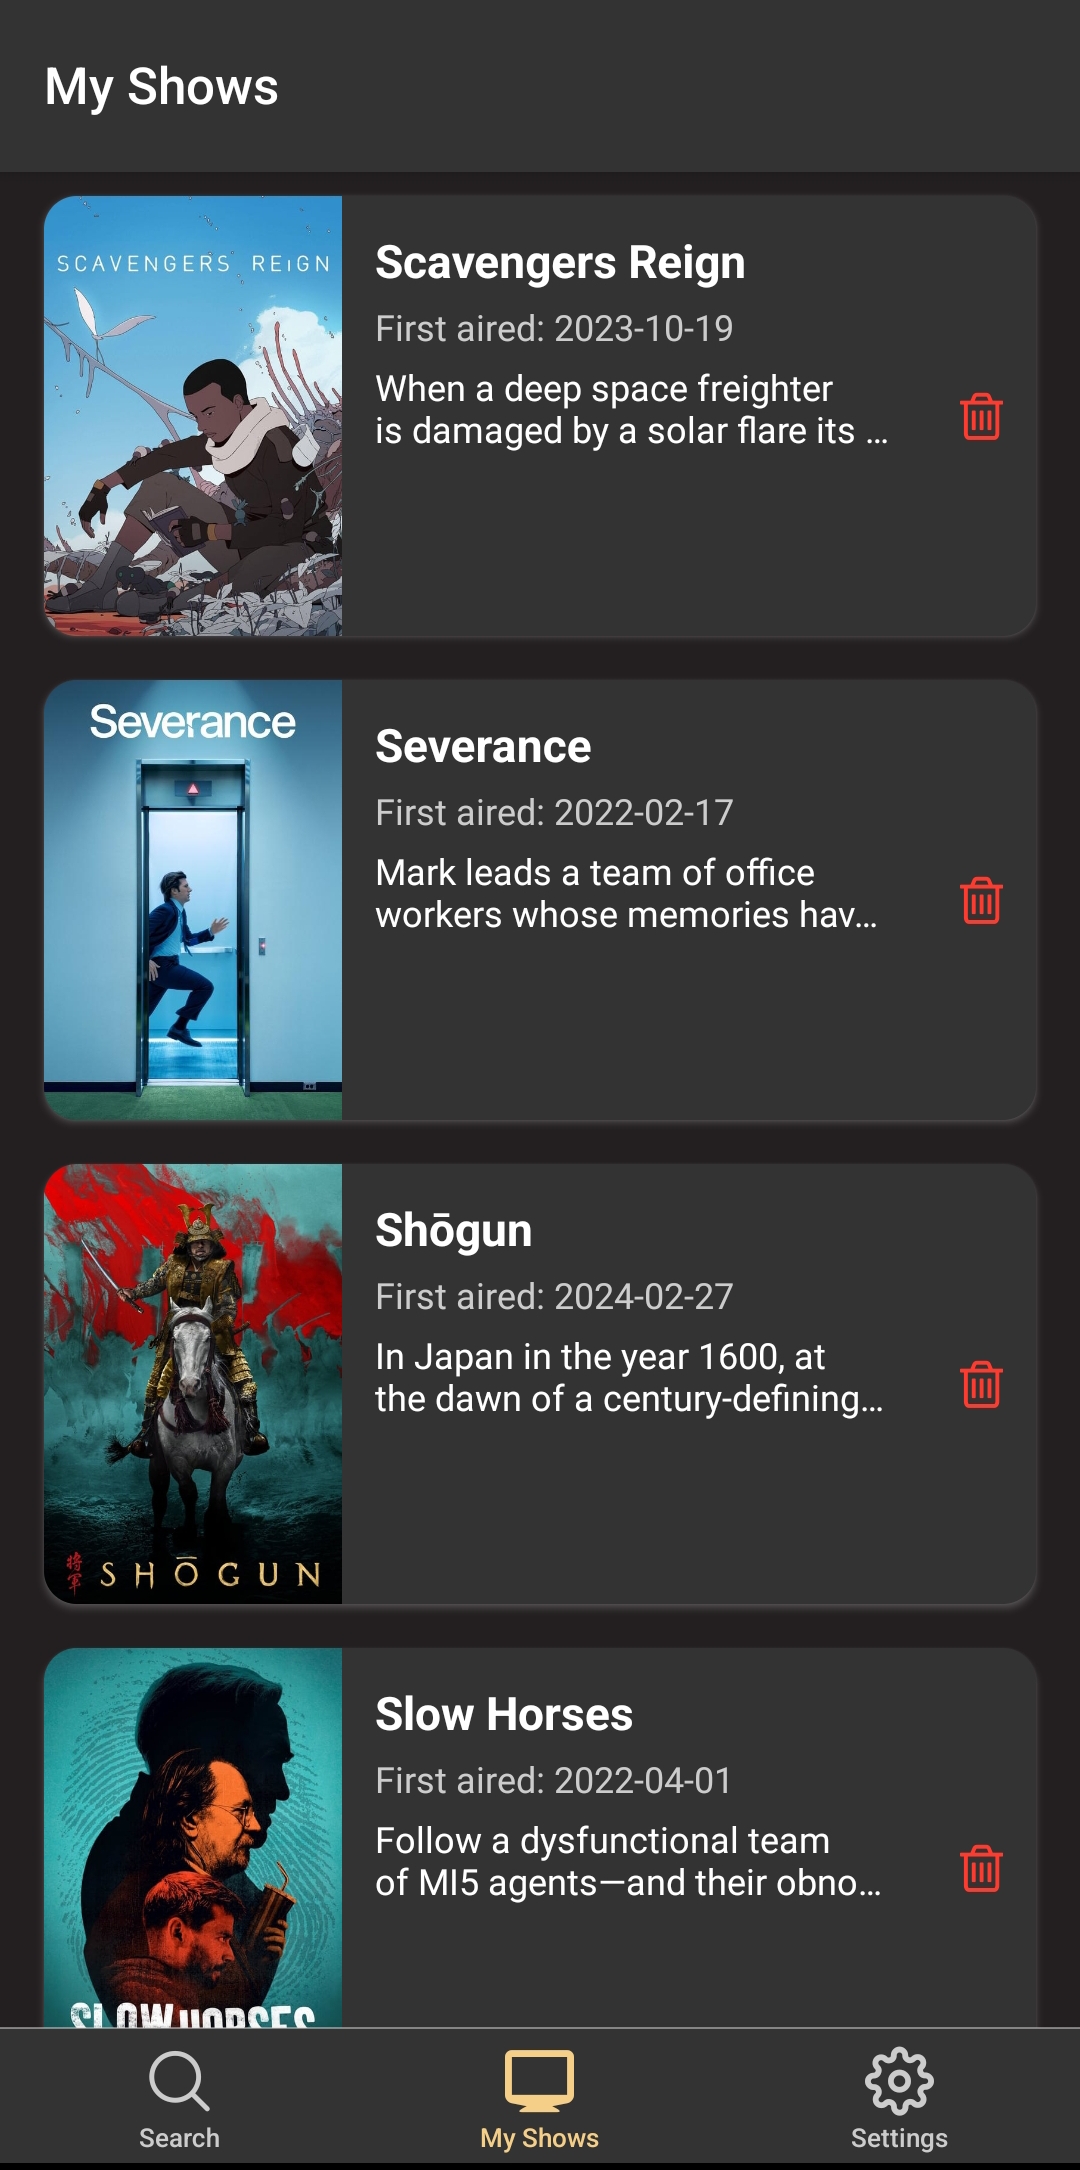 My Shows
SCAVENGERS REIGN
Scavengers Reign
First aired: 2023-10-19
When a deep space freighter
is damaged by a solar flare its ...
Severance
Severance
First aired: 2022-02-17
Mark leads a team of office
workers whose memories hav...
将軍 SHŌGUN
Shōgun
First aired: 2024-02-27
In Japan in the year 1600, at
the dawn of a century-defining...
SLOW HORSES
Slow Horses
First aired: 2022-04-01
Follow a dysfunctional team
of MI5 agents—and their obno...
Search
My Shows
Settings